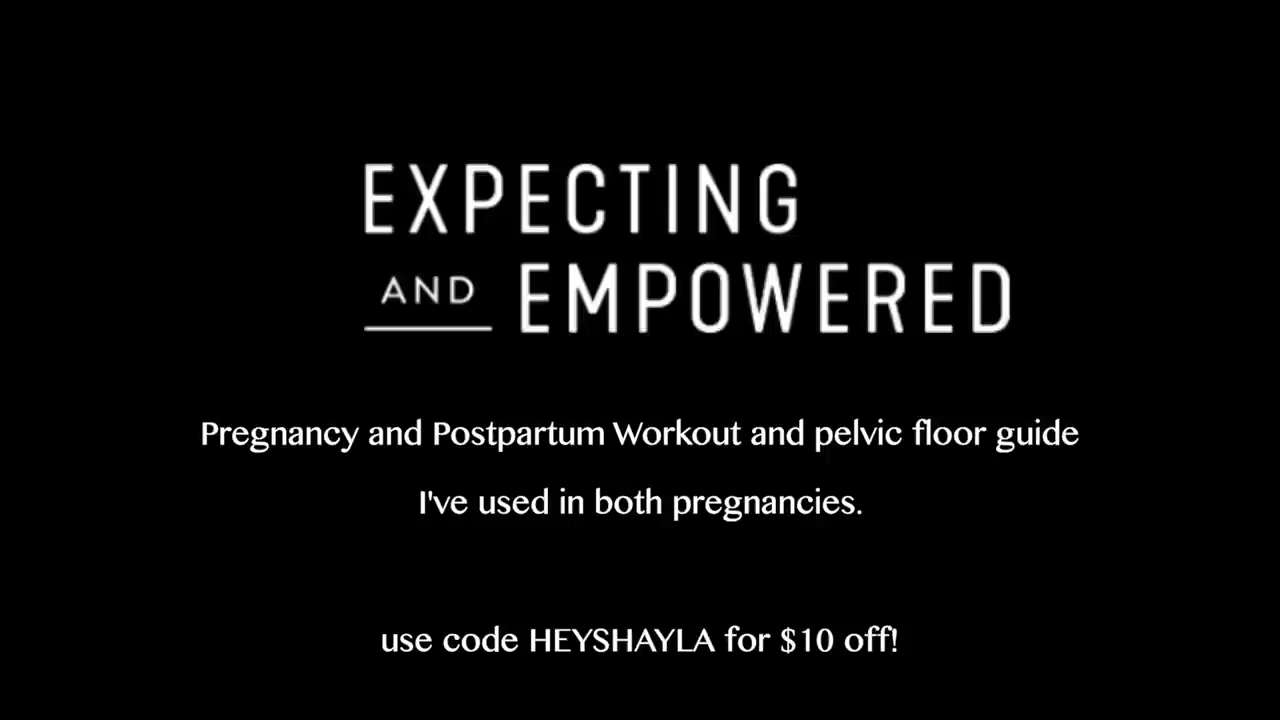 EXPECTING
AND EMPOWERED
Pregnancy and Postpartum Workout and pelvic floor guide
I've used in both pregnancies.
use code HEYSHAYLA for $10 off!